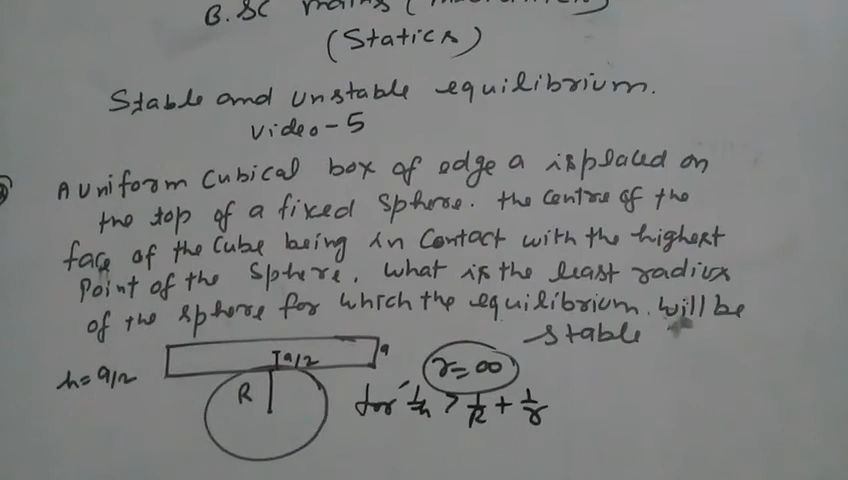 B. Sc
(Statics)
Stable and unstable equilibrium.
Video-5
A uniform cubical box of edge a is placed on
the top of a fixed sphere. the centre of the
face of the cube being in contact with the highest
point of the sphere. what is the least radius
of the sphere for which the equilibrium will be
stable
h = a/2
a/2
a
R
r = ∞
for 1/h > 1/R + 1/r